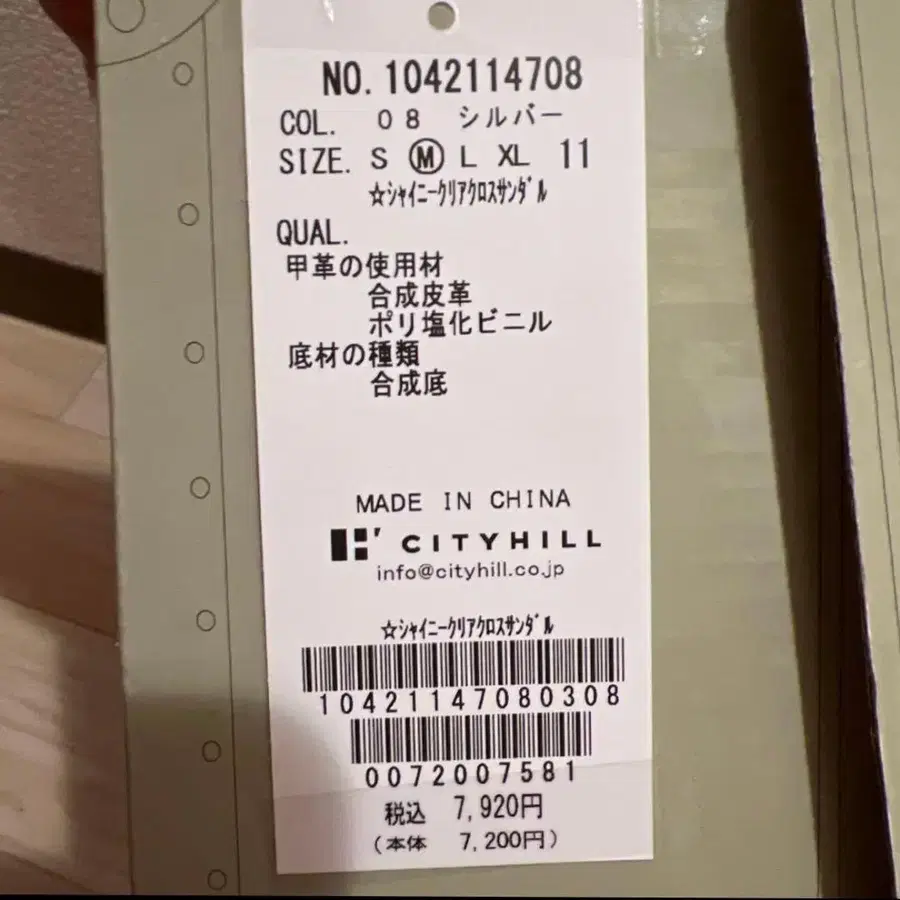 NO.1042114708
COL. 08 シルバー
SIZE. S Ⓜ L XL 11
☆ｼｬｲﾆｰｸﾘｱｸﾛｽｻﾝﾀﾞﾙ
QUAL.
甲革の使用材
合成皮革
ポリ塩化ビニル
底材の種類
合成底
MADE IN CHINA
CITYHILL
info@cityhill.co.jp
☆ｼｬｲﾆｰｸﾘｱｸﾛｽｻﾝﾀﾞﾙ
10421147080308
0072007581
税込 7,920円
(本体 7,200円)